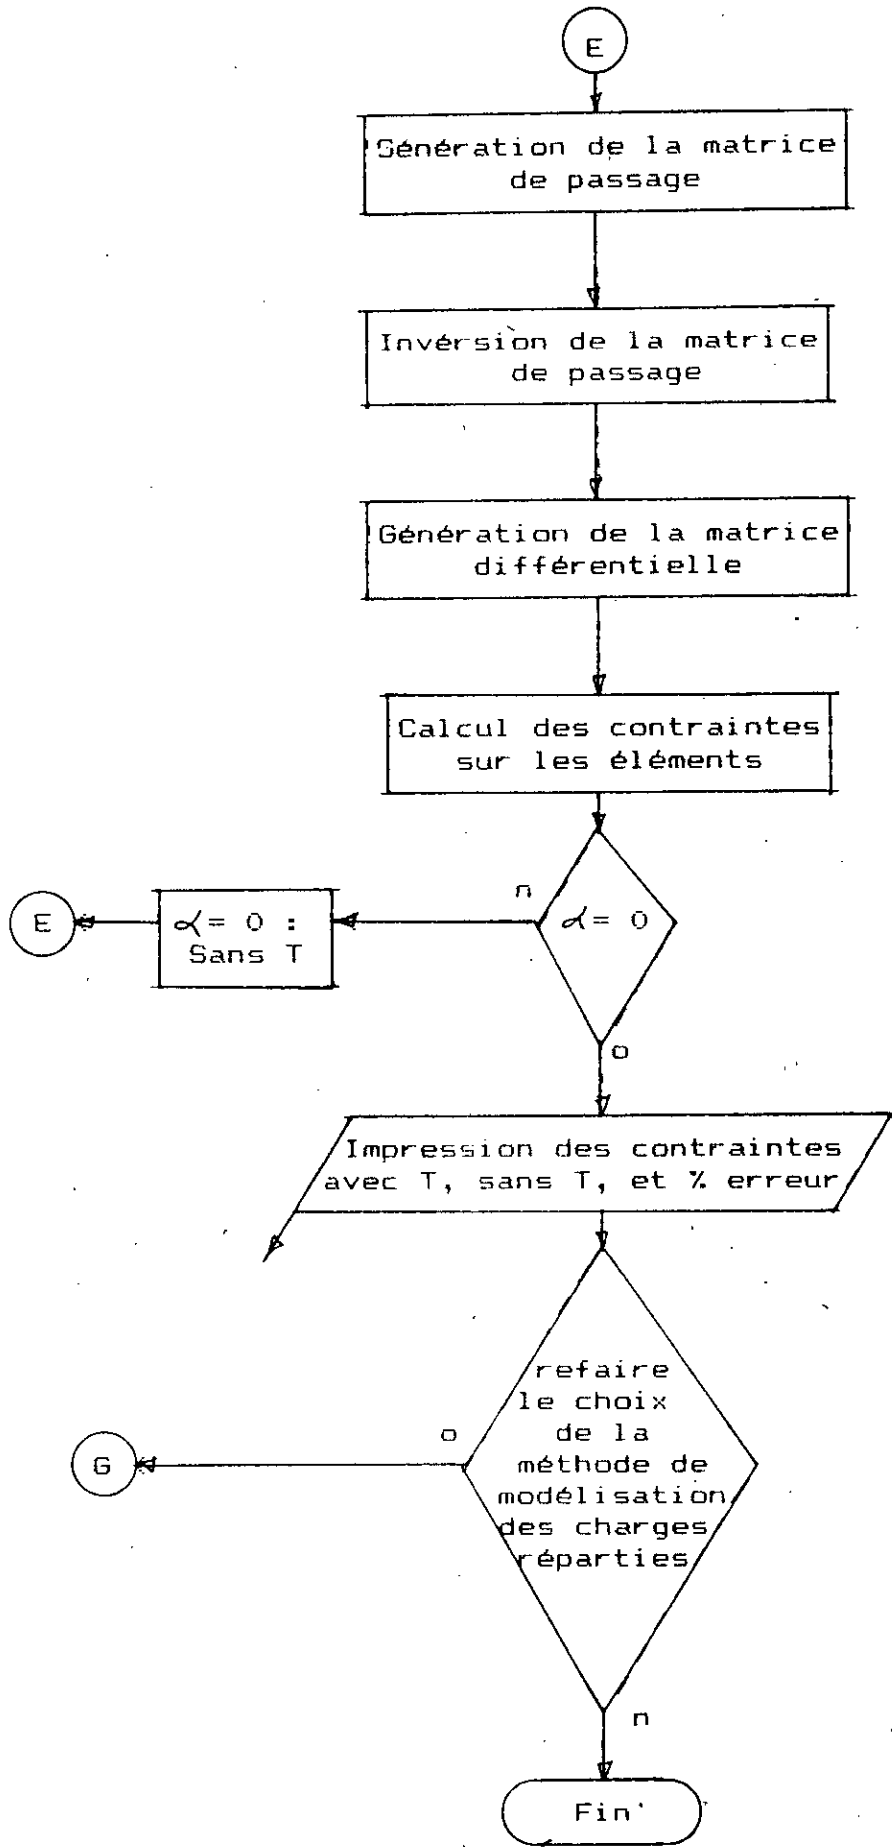 E
Génération de la matrice
de passage
Invérsion de la matrice
de passage
Génération de la matrice
différentielle
Calcul des contraintes
sur les éléments
n
E
α = 0 :
Sans T
α = 0
o
Impression des contraintes
avec T, sans T, et % erreur
refaire
le choix
de la
méthode de
modélisation
des charges
réparties
o
G
n
Fin